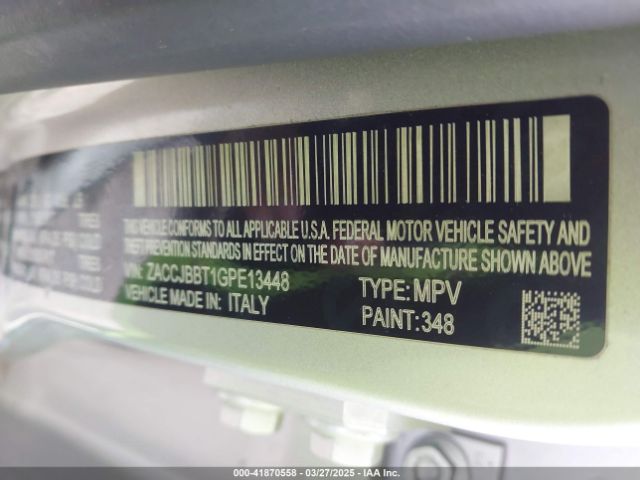 THIS VEHICLE CONFORMS TO ALL APPLICABLE U.S.A. FEDERAL MOTOR VEHICLE SAFETY AND
THEFT PREVENTION STANDARDS IN EFFECT ON THE DATE OF MANUFACTURE SHOWN ABOVE
VIN: ZACCJBBT1GPE13448
TYPE: MPV
VEHICLE MADE IN: ITALY
PAINT: 348
000-41870558 - 03/27/2025 - IAA Inc.